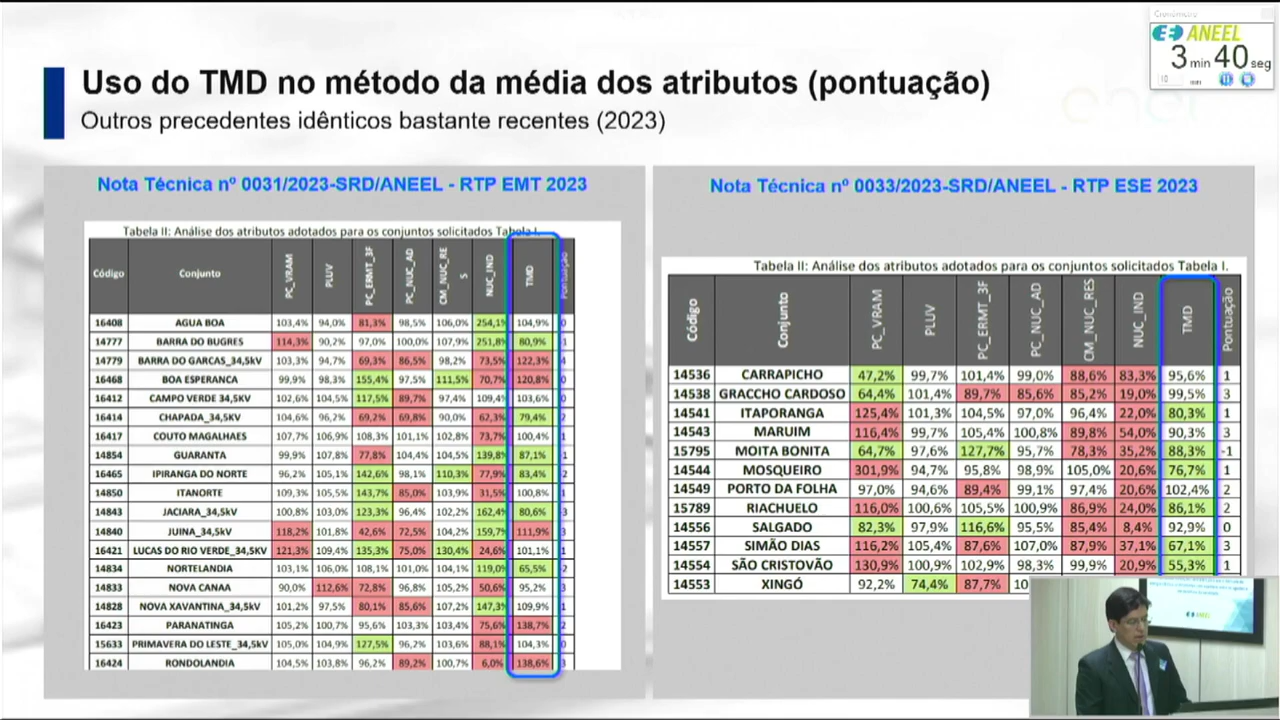 Cronômetro
ANEEL
3 min 40 seg
10 min
Uso do TMD no método da média dos atributos (pontuação)
Outros precedentes idênticos bastante recentes (2023)
Nota Técnica nº 0031/2023-SRD/ANEEL - RTP EMT 2023
Tabela II: Análise dos atributos adotados para os conjuntos solicitados Tabela I.
Código Conjunto PC_VRAM PLUV PC_ERMT_3F PC_NUC_AD CM_NUC_RES NUC_IND TMD Pontuação
16408 AGUA BOA 103,4% 94,0% 81,3% 98,5% 106,0% 254,1% 104,9% 0
14777 BARRA DO BUGRES 114,3% 90,2% 97,0% 100,0% 107,9% 251,8% 80,9% -1
14779 BARRA DO GARCAS_34,5kV 103,3% 94,7% 69,3% 86,5% 98,2% 73,5% 122,3% 4
16468 BOA ESPERANCA 99,9% 98,3% 155,4% 97,5% 111,5% 70,7% 120,8% 0
16412 CAMPO VERDE 34,5KV 102,6% 104,5% 117,5% 89,7% 97,4% 109,4% 103,6% 0
16414 CHAPADA_34,5kV 104,6% 96,2% 69,2% 69,8% 90,0% 62,3% 79,4% 2
16417 COUTO MAGALHAES 107,7% 106,9% 108,3% 101,1% 102,8% 73,7% 100,4% 1
14854 GUARANTA 99,9% 107,8% 77,8% 104,4% 104,5% 139,8% 87,1% -1
16465 IPIRANGA DO NORTE 96,2% 105,1% 142,6% 98,1% 110,3% 77,9% 83,4% -2
14850 ITANORTE 109,3% 105,5% 143,7% 85,0% 103,9% 31,5% 100,8% 1
14843 JACIARA_34,5kV 100,8% 103,0% 123,3% 96,4% 102,2% 162,4% 80,6% -3
14840 JUINA_34,5kV 118,2% 101,8% 42,6% 72,5% 104,2% 159,7% 111,9% 3
16421 LUCAS DO RIO VERDE_34,5KV 121,3% 109,4% 135,3% 75,0% 130,4% 24,6% 101,1% 1
14834 NORTELANDIA 103,1% 106,0% 108,1% 101,0% 104,1% 119,0% 65,5% -2
14833 NOVA CANAA 90,0% 112,6% 72,8% 96,8% 105,2% 50,6% 95,2% 3
14828 NOVA XAVANTINA_34,5kV 101,2% 97,5% 80,1% 85,6% 107,2% 147,3% 109,9% 1
16423 PARANATINGA 105,2% 100,7% 95,6% 103,3% 103,4% 75,6% 138,7% 2
15633 PRIMAVERA DO LESTE_34,5kV 105,0% 104,9% 127,5% 96,2% 103,6% 88,1% 104,3% 0
16424 RONDOLANDIA 104,5% 103,8% 96,2% 89,2% 100,7% 6,0% 138,6% 3
Nota Técnica nº 0033/2023-SRD/ANEEL - RTP ESE 2023
Tabela II: Análise dos atributos adotados para os conjuntos solicitados Tabela I.
Código Conjunto PC_VRAM PLUV PC_ERMT_3F PC_NUC_AD CM_NUC_RES NUC_IND TMD Pontuação
14536 CARRAPICHO 47,2% 99,7% 101,4% 99,0% 88,6% 83,3% 95,6% 1
14538 GRACCHO CARDOSO 64,4% 101,4% 89,7% 85,6% 85,2% 19,0% 99,5% 3
14541 ITAPORANGA 125,4% 101,3% 104,5% 97,0% 96,4% 22,0% 80,3% 1
14543 MARUIM 116,4% 99,7% 105,4% 100,8% 89,8% 54,0% 90,3% 3
15795 MOITA BONITA 64,7% 97,6% 127,7% 95,7% 78,3% 35,2% 88,3% -1
14544 MOSQUEIRO 301,9% 94,7% 95,8% 98,9% 105,0% 20,6% 76,7% 1
14549 PORTO DA FOLHA 97,0% 94,6% 89,4% 99,1% 97,4% 20,6% 102,4% 2
15789 RIACHUELO 116,0% 100,6% 105,5% 100,9% 86,9% 24,0% 86,1% 2
14556 SALGADO 82,3% 97,9% 116,6% 95,5% 85,4% 8,4% 92,9% 0
14557 SIMÃO DIAS 116,2% 105,4% 87,6% 107,0% 87,9% 37,1% 67,1% 3
14554 SÃO CRISTOVÃO 130,9% 100,9% 102,9% 98,3% 99,9% 20,9% 55,3% 1
14553 XINGÓ 92,2% 74,4% 87,7% 10
ANEEL